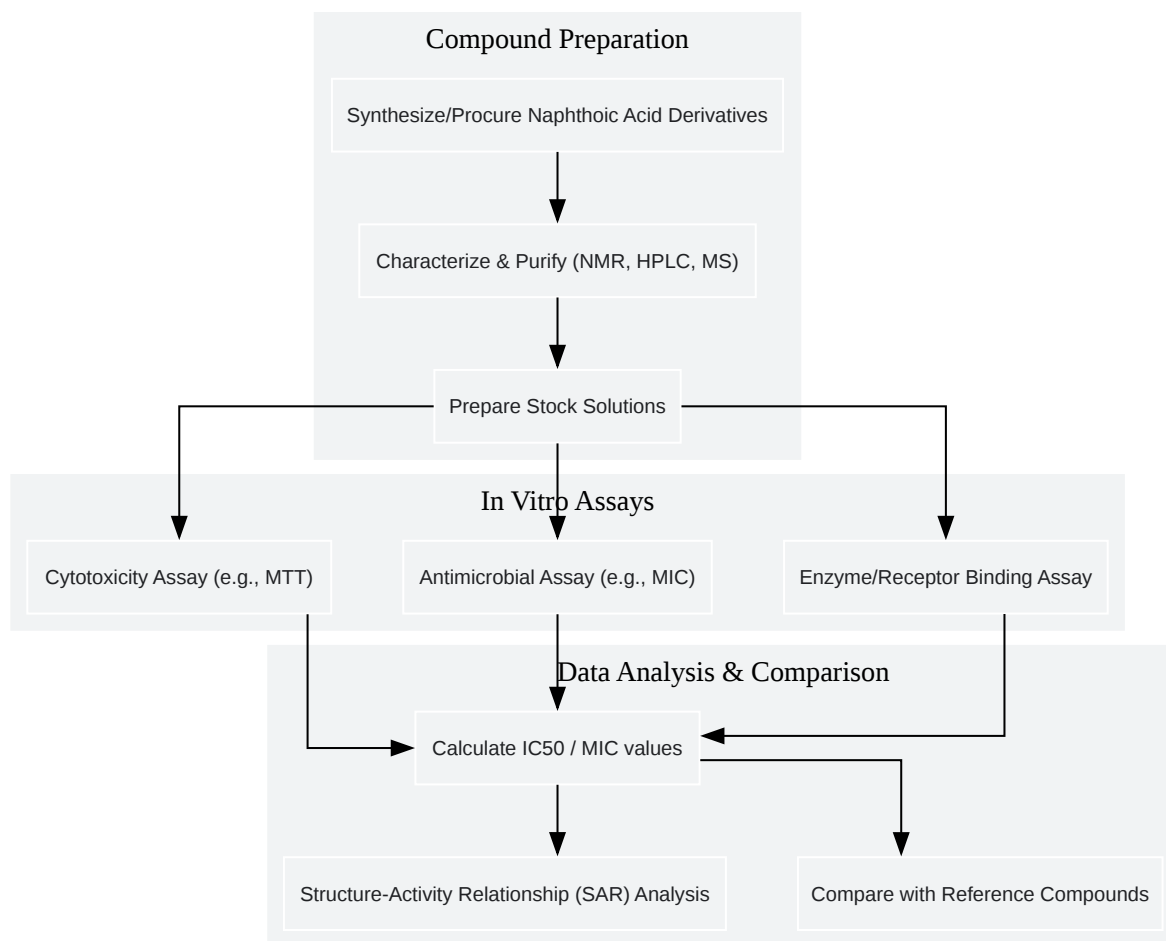 Compound Preparation
Synthesize/Procure Naphthoic Acid Derivatives
Characterize & Purify (NMR, HPLC, MS)
Prepare Stock Solutions
In Vitro Assays
Cytotoxicity Assay (e.g., MTT)
Antimicrobial Assay (e.g., MIC)
Enzyme/Receptor Binding Assay
Data Analysis & Comparison
Calculate IC50 / MIC values
Structure-Activity Relationship (SAR) Analysis
Compare with Reference Compounds